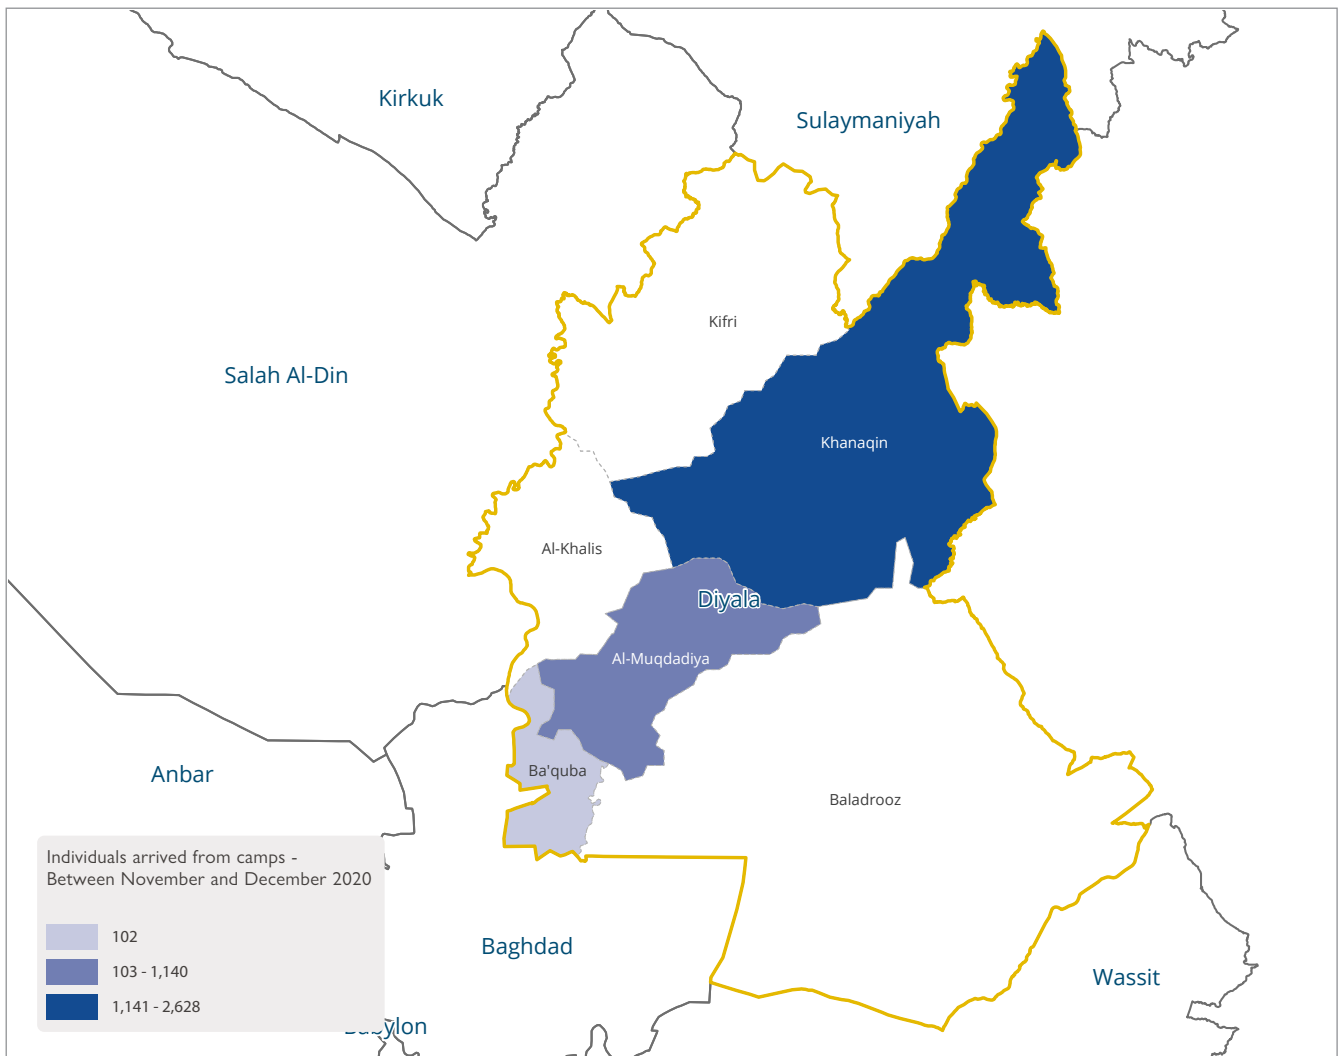 Kirkuk
Sulaymaniyah
Kifri
Salah Al-Din
Khanaqin
Al-Khalis
Diyala
Al-Muqdadiya
Ba'quba
Anbar
Baladrooz
Individuals arrived from camps -
Between November and December 2020
102
103 - 1,140
1,141 - 2,628
Baghdad
Wassit
Babylon